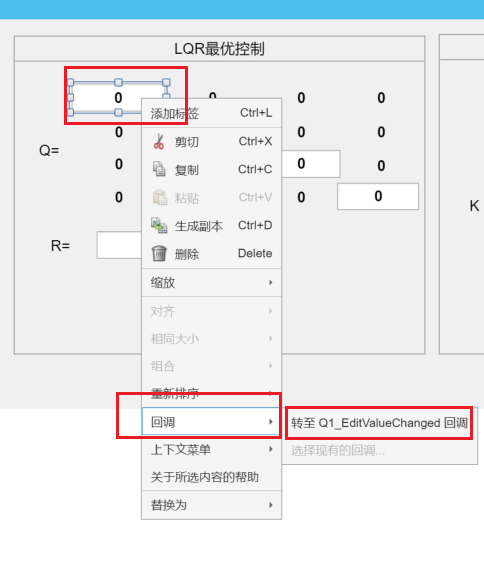 LQR最优控制
0 0 0 0
添加标签 Ctrl+L
0 0 0
剪切 Ctrl+X
Q=
0 0 0
复制 Ctrl+C
0 0 0
粘贴 Ctrl+V
K
生成副本 Ctrl+D
R=
删除 Delete
缩放
对齐
相同大小
组合
重新排序
回调
转至 Q1_EditValueChanged 回调
上下文菜单
选择现有的回调...
关于所选内容的帮助
替换为